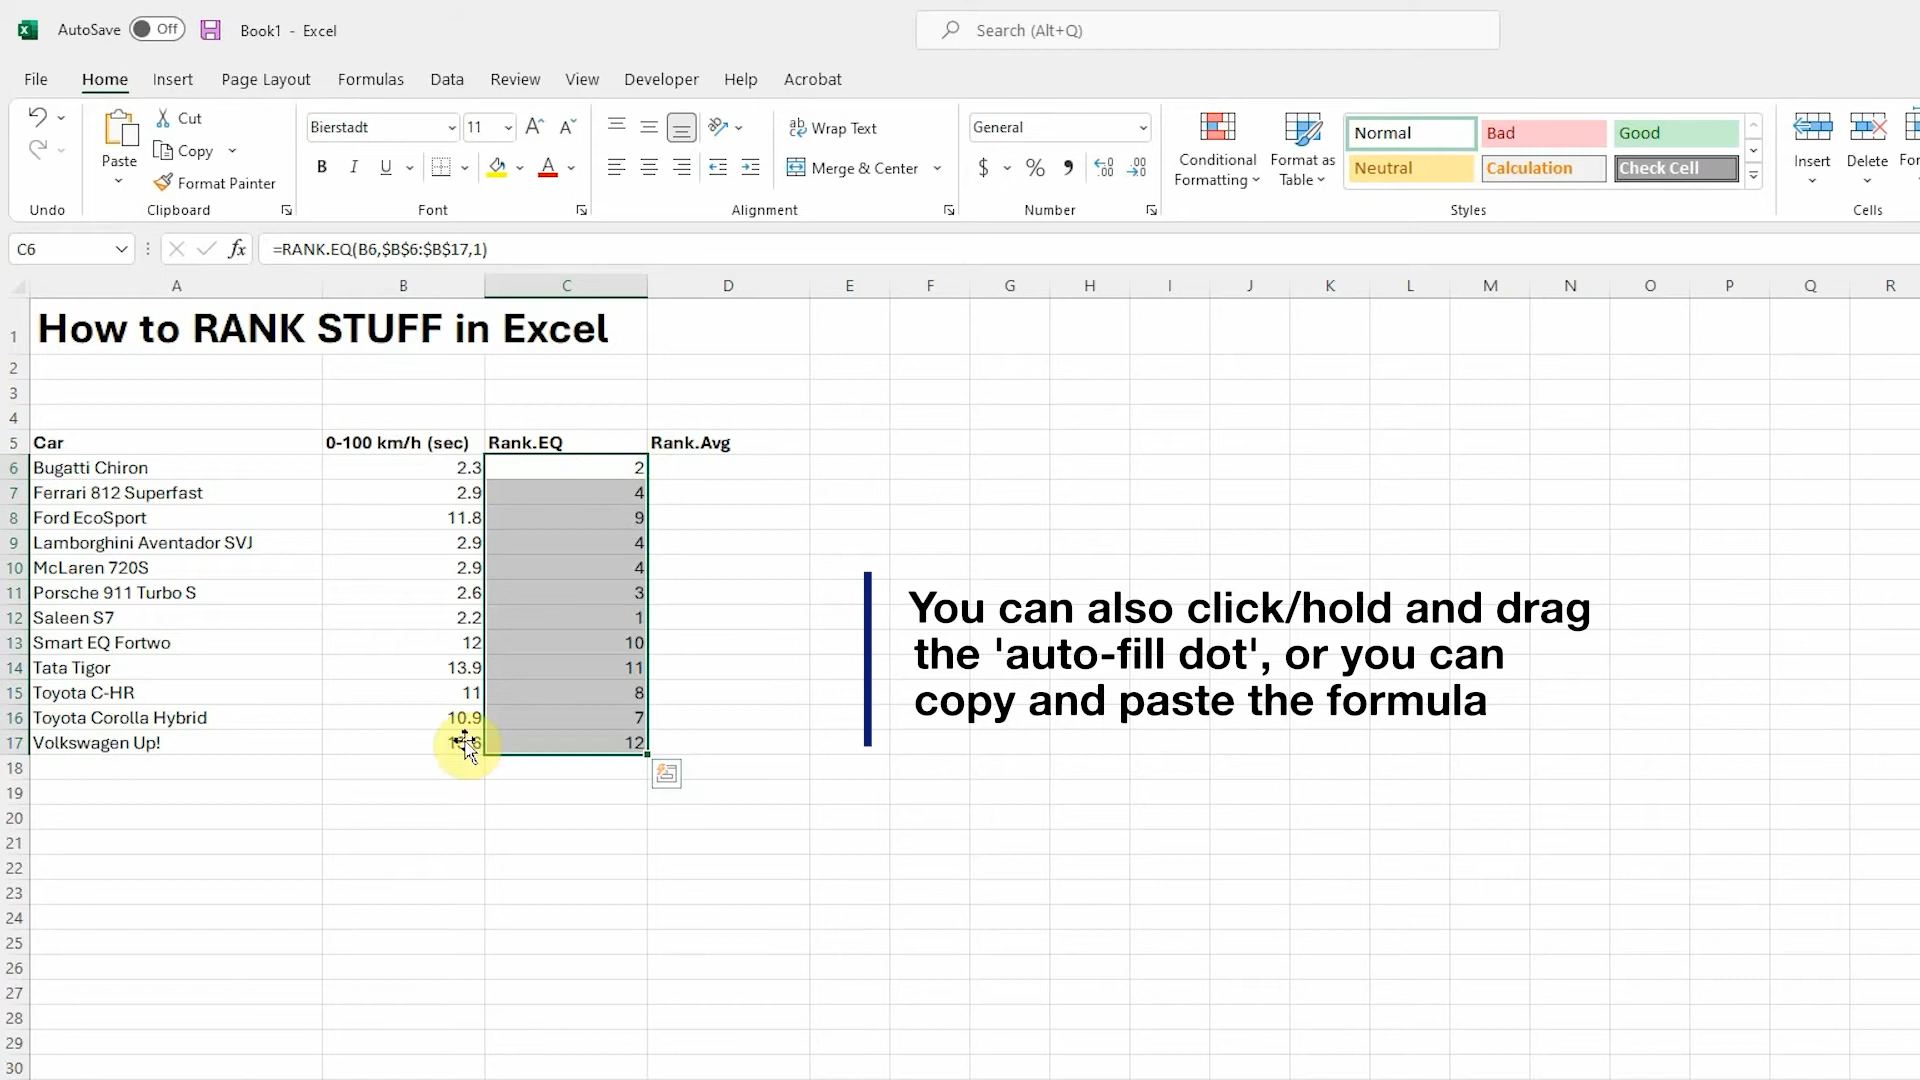 AutoSave Off Book1 - Excel Search (Alt+Q)
File Home Insert Page Layout Formulas Data Review View Developer Help Acrobat
Paste Cut Copy Format Painter
Bierstadt 11
B I U A
ab Wrap Text
Merge & Center
General
$ % 9
Conditional Formatting
Format as Table
Normal Bad Good
Neutral Calculation Check Cell
Insert Delete
Undo Clipboard Font Alignment Number Styles Cells
C6 fx =RANK.EQ(B6,$B$6:$B$17,1)
A B C D E F G H I J K L M N O P Q R
1 How to RANK STUFF in Excel
2
3
4
5 Car 0-100 km/h (sec) Rank.EQ Rank.Avg
6 Bugatti Chiron 2.3 2
7 Ferrari 812 Superfast 2.9 4
8 Ford EcoSport 11.8 9
9 Lamborghini Aventador SVJ 2.9 4
10 McLaren 720S 2.9 4
11 Porsche 911 Turbo S 2.6 3
12 Saleen S7 2.2 1
13 Smart EQ Fortwo 12 10
14 Tata Tigor 13.9 11
15 Toyota C-HR 11 8
16 Toyota Corolla Hybrid 10.9 7
17 Volkswagen Up! 12
18
19
20
21
22
23
24
25
26
27
28
29
30
You can also click/hold and drag
the 'auto-fill dot', or you can
copy and paste the formula